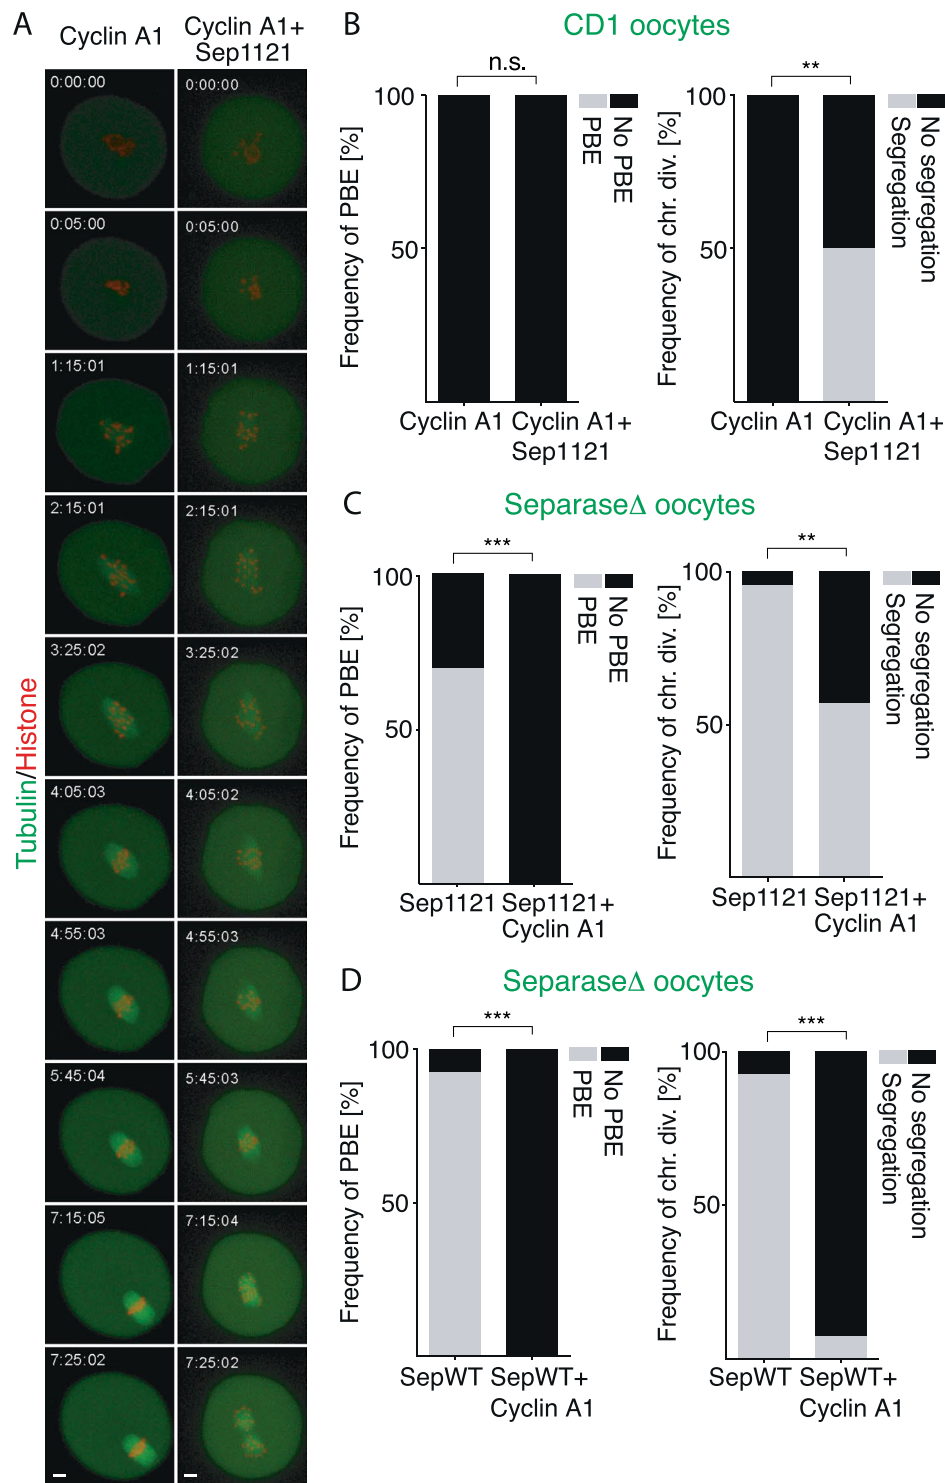 A
Cyclin A1
Cyclin A1+
Sep1121
Tubulin/Histone
0:00:00
0:00:00
0:05:00
0:05:00
1:15:01
1:15:01
2:15:01
2:15:01
3:25:02
3:25:02
4:05:03
4:05:02
4:55:03
4:55:03
5:45:04
5:45:03
7:15:05
7:15:04
7:25:02
7:25:02
B
CD1 oocytes
Frequency of PBE [%]
100
50
n.s.
PBE
No PBE
Cyclin A1
Cyclin A1+
Sep1121
Frequency of chr. div. [%]
100
50
**
Segregation
No segregation
Cyclin A1
Cyclin A1+
Sep1121
C
SeparaseΔ oocytes
Frequency of PBE [%]
100
50
***
PBE
No PBE
Sep1121
Sep1121+
Cyclin A1
Frequency of chr. div. [%]
100
50
**
Segregation
No segregation
Sep1121
Sep1121+
Cyclin A1
D
SeparaseΔ oocytes
Frequency of PBE [%]
100
50
***
PBE
No PBE
SepWT
SepWT+
Cyclin A1
Frequency of chr. div. [%]
100
50
***
Segregation
No segregation
SepWT
SepWT+
Cyclin A1